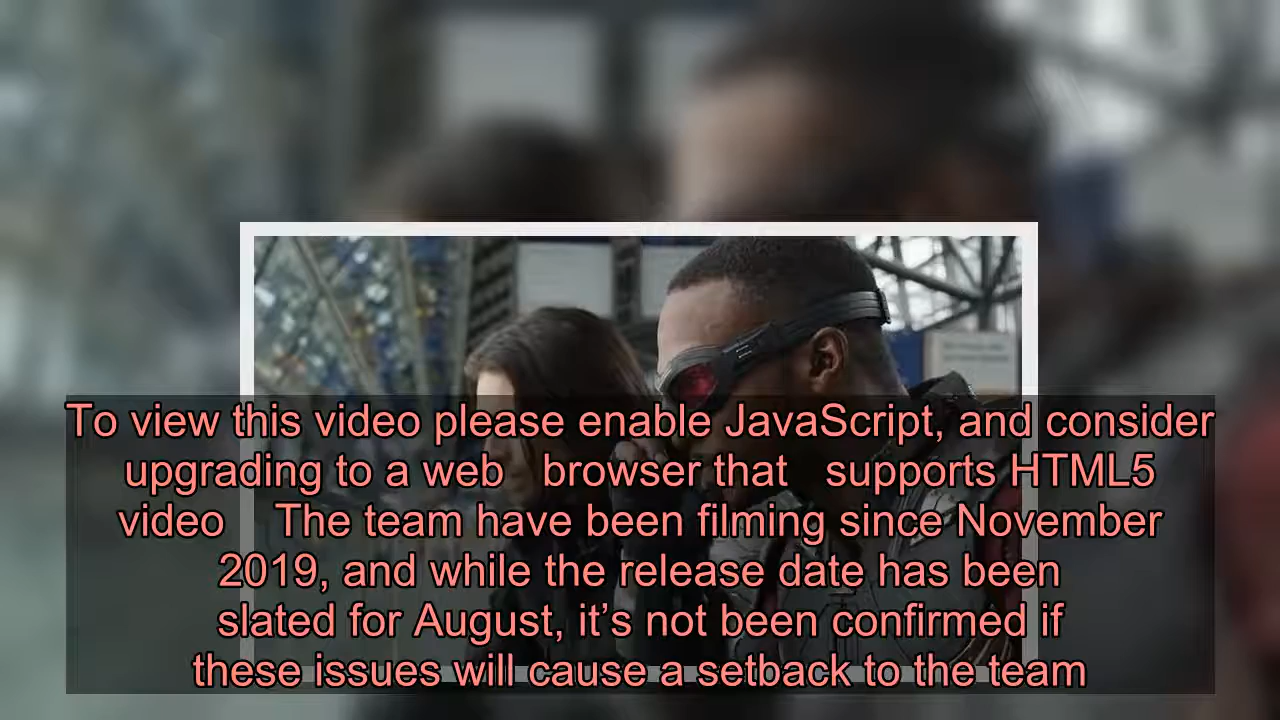 To view this video please enable JavaScript, and consider
upgrading to a web browser that supports HTML5
video The team have been filming since November
2019, and while the release date has been
slated for August, it’s not been confirmed if
these issues will cause a setback to the team